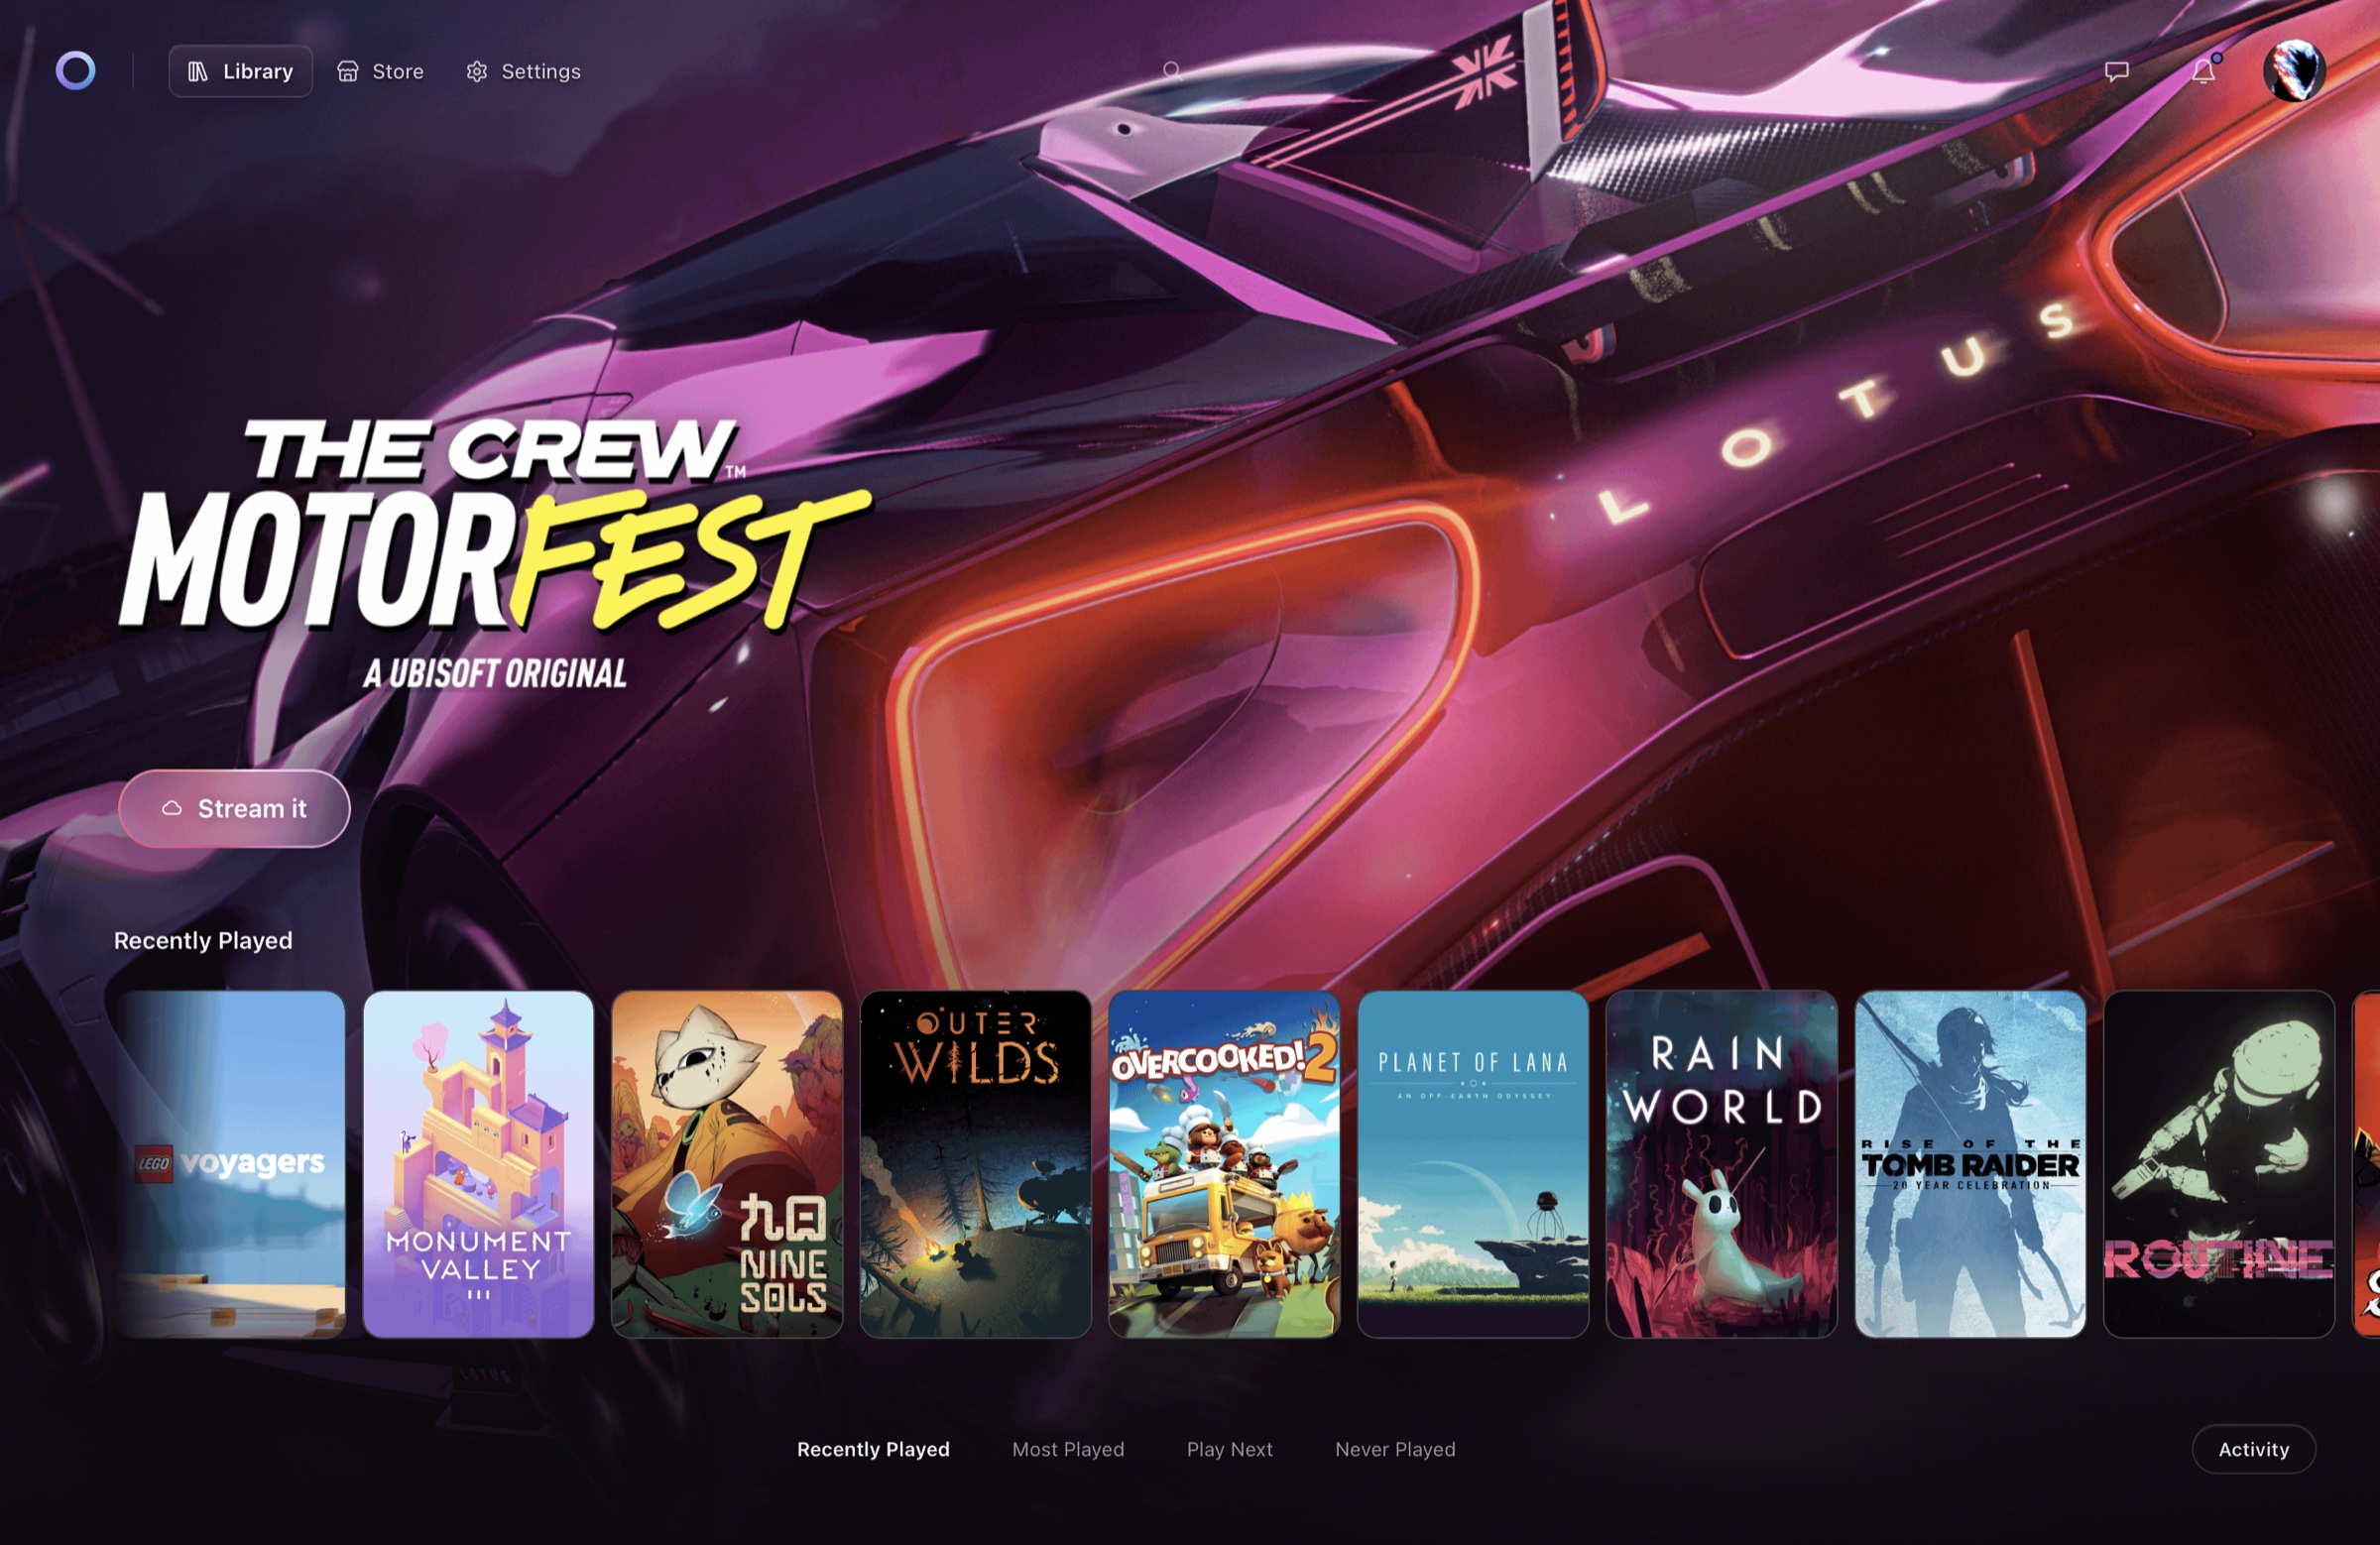 Library
Store
Settings
LOTUS
THE CREW™
MOTORFEST
A UBISOFT ORIGINAL
Stream it
Recently Played
LEGO voyagers
MONUMENT
VALLEY
III
九日
NINE
SOLS
OUTER
WILDS
OVERCOOKED! 2
PLANET OF LANA
AN OFF-EARTH ODYSSEY
RAIN
WORLD
RISE OF THE
TOMB RAIDER
20 YEAR CELEBRATION
ROUTINE
LOTUS
Recently Played
Most Played
Play Next
Never Played
Activity